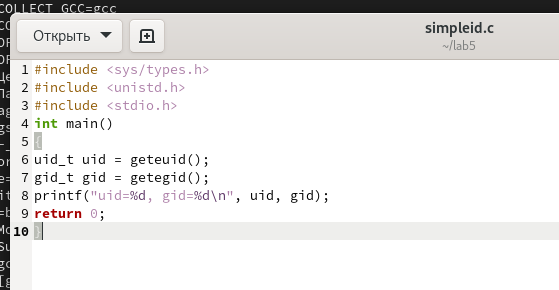 COLLECT_GCC=gcc
Открыть
simpleid.c
~/lab5
1 #include <sys/types.h>
2 #include <unistd.h>
3 #include <stdio.h>
4 int main()
5 {
6 uid_t uid = geteuid();
7 gid_t gid = getegid();
8 printf("uid=%d, gid=%d\n", uid, gid);
9 return 0;
10 }